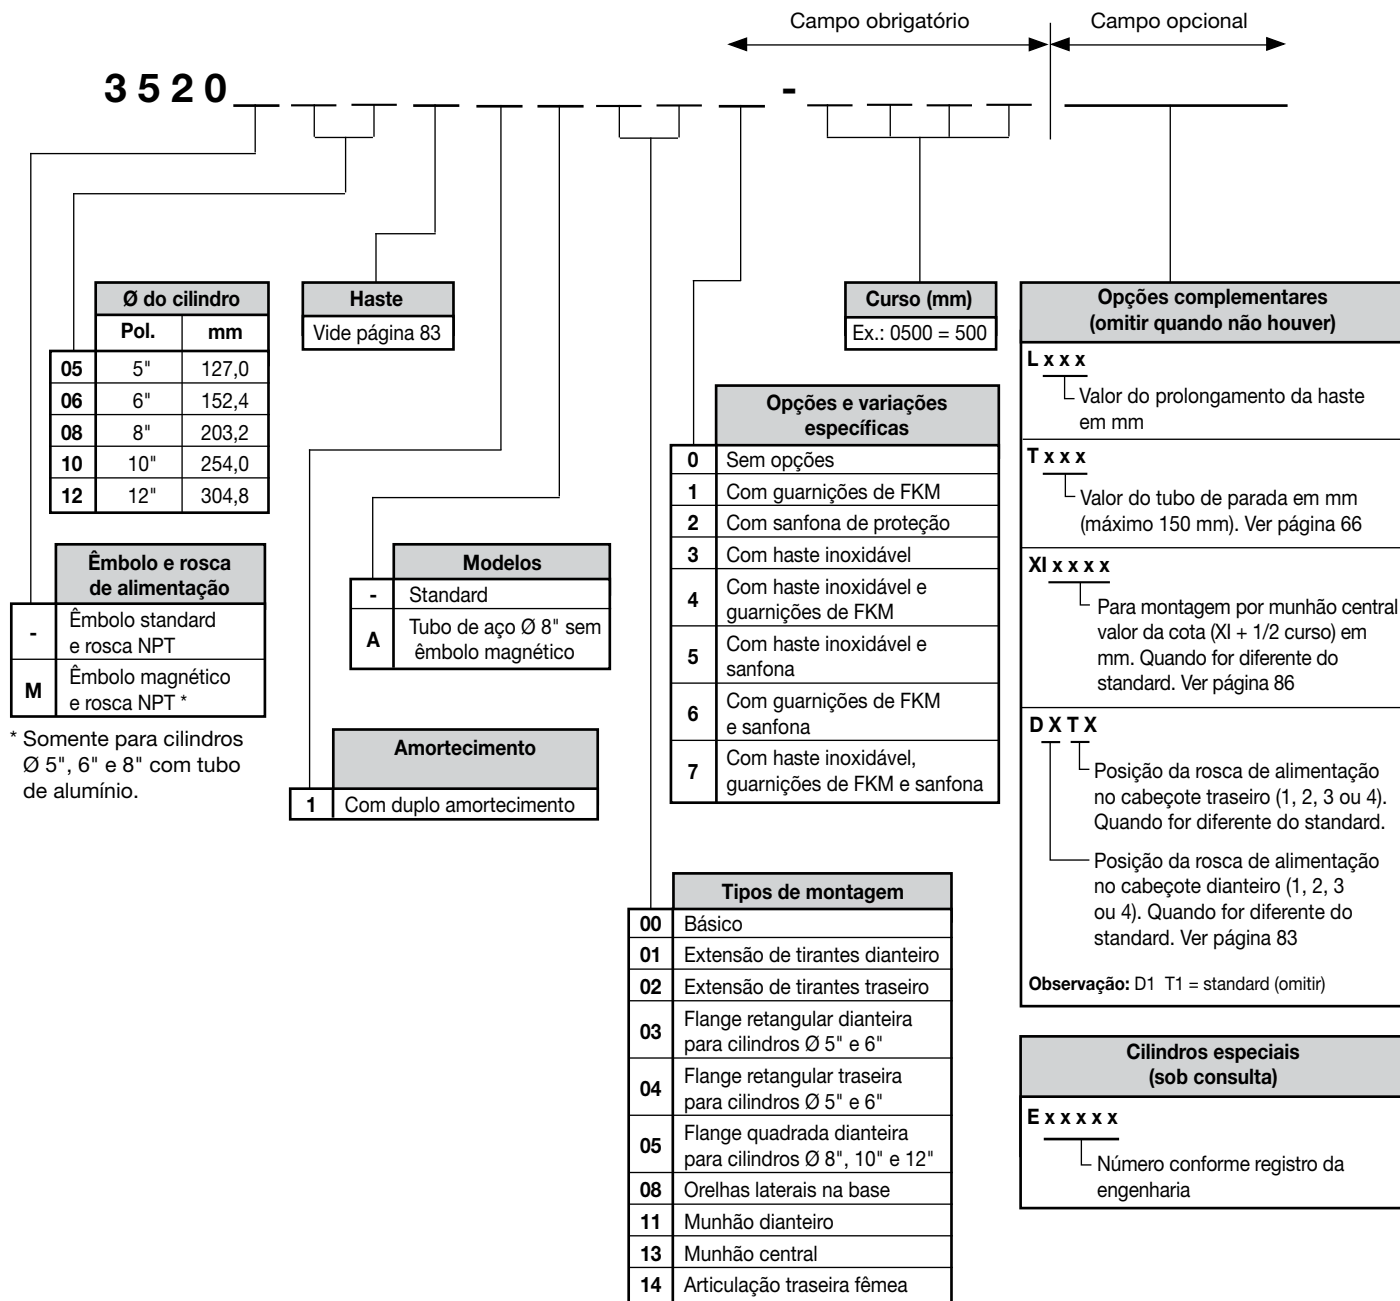 Campo obrigatório
Campo opcional
3520
-
Ø do cilindro
Pol. mm
05 5" 127,0
06 6" 152,4
08 8" 203,2
10 10" 254,0
12 12" 304,8
Haste
Vide página 83
Curso (mm)
Ex.: 0500 = 500
Êmbolo e rosca
de alimentação
- Êmbolo standard
e rosca NPT
M Êmbolo magnético
e rosca NPT *
* Somente para cilindros
Ø 5", 6" e 8" com tubo
de alumínio.
Modelos
- Standard
A Tubo de aço Ø 8" sem
êmbolo magnético
Amortecimento
1 Com duplo amortecimento
Opções e variações
específicas
0 Sem opções
1 Com guarnições de FKM
2 Com sanfona de proteção
3 Com haste inoxidável
4 Com haste inoxidável e
guarnições de FKM
5 Com haste inoxidável e
sanfona
6 Com guarnições de FKM
e sanfona
7 Com haste inoxidável,
guarnições de FKM e sanfona
Tipos de montagem
00 Básico
01 Extensão de tirantes dianteiro
02 Extensão de tirantes traseiro
03 Flange retangular dianteira
para cilindros Ø 5" e 6"
04 Flange retangular traseira
para cilindros Ø 5" e 6"
05 Flange quadrada dianteira
para cilindros Ø 8", 10" e 12"
08 Orelhas laterais na base
11 Munhão dianteiro
13 Munhão central
14 Articulação traseira fêmea
Opções complementares
(omitir quando não houver)
L x x x
Valor do prolongamento da haste
em mm
T x x x
Valor do tubo de parada em mm
(máximo 150 mm). Ver página 66
XI x x x x
Para montagem por munhão central
valor da cota (XI + 1/2 curso) em
mm. Quando for diferente do
standard. Ver página 86
D X T X
Posição da rosca de alimentação
no cabeçote traseiro (1, 2, 3 ou 4).
Quando for diferente do standard.
Posição da rosca de alimentação
no cabeçote dianteiro (1, 2, 3
ou 4). Quando for diferente do
standard. Ver página 83
Observação: D1 T1 = standard (omitir)
Cilindros especiais
(sob consulta)
E x x x x x
Número conforme registro da
engenharia